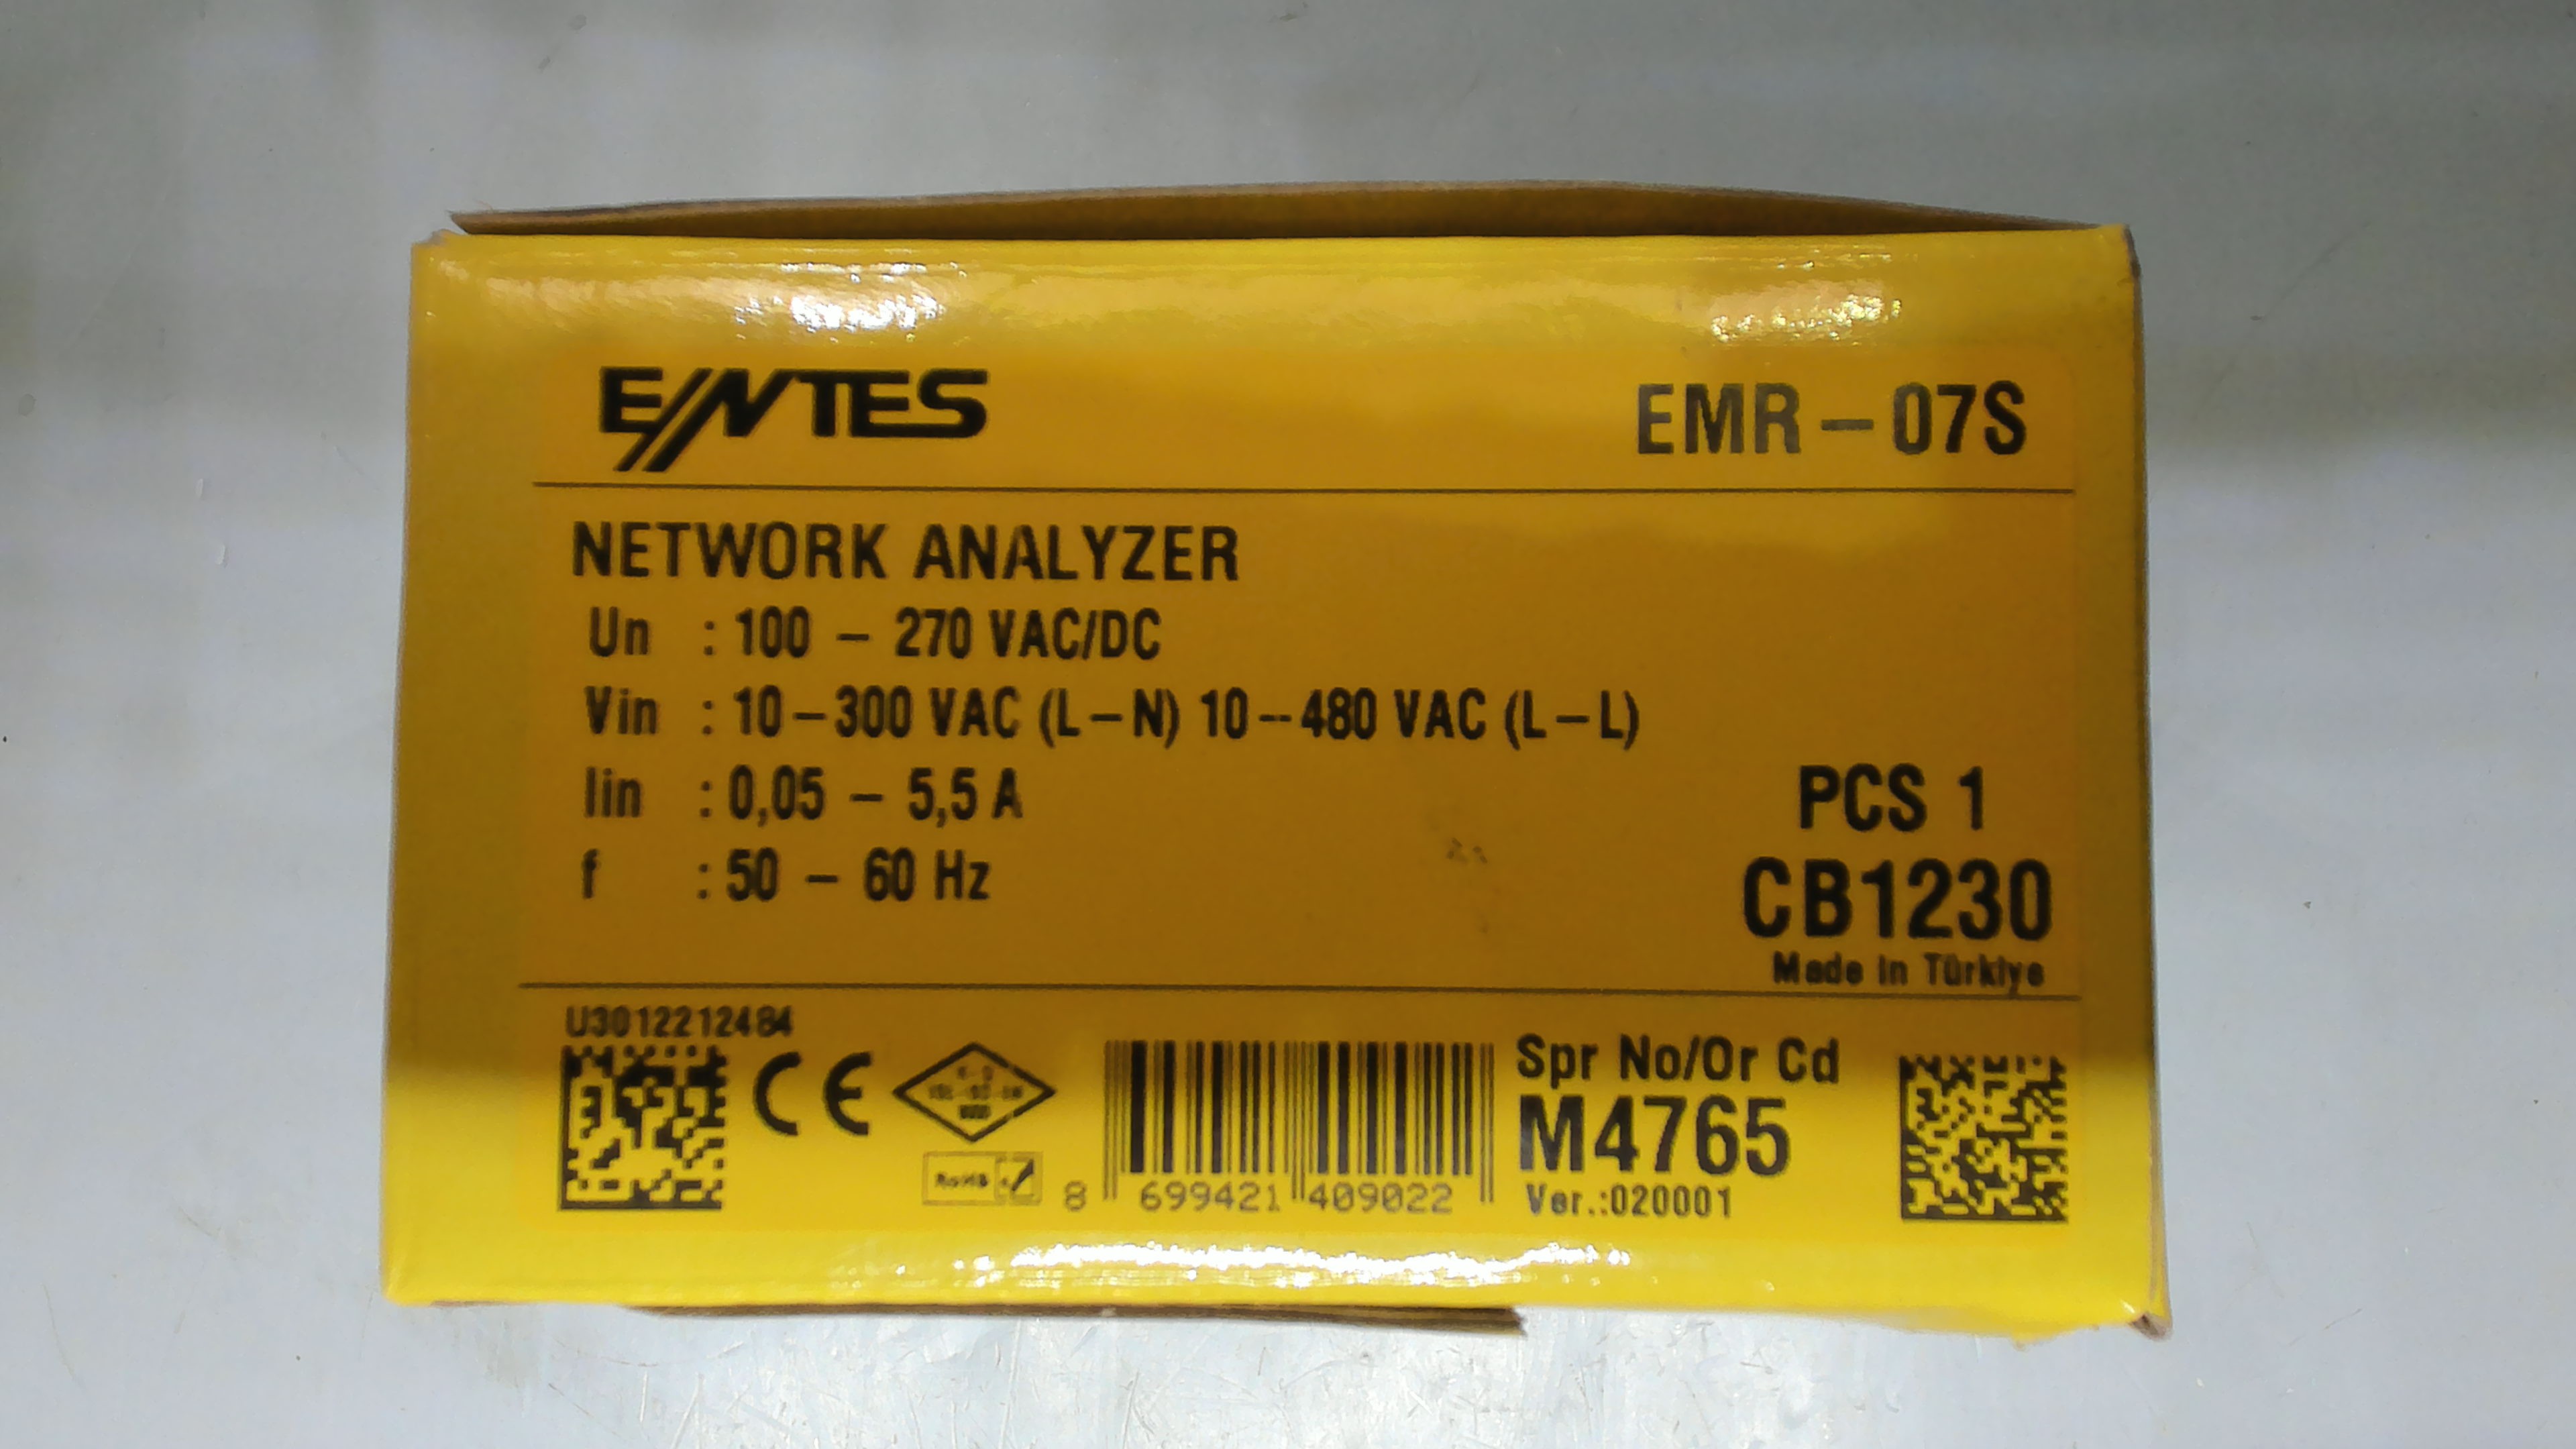 ENTES
EMR-07S
NETWORK ANALYZER
Un : 100 - 270 VAC/DC
Vin : 10-300 VAC (L-N) 10--480 VAC (L-L)
Iin : 0,05 - 5,5 A
f : 50 - 60 Hz
PCS 1
CB1230
Made in Türkiye
U3012212484
CE
RoHS
8 699421 409022
Spr No/Or Cd
M4765
Ver.:020001